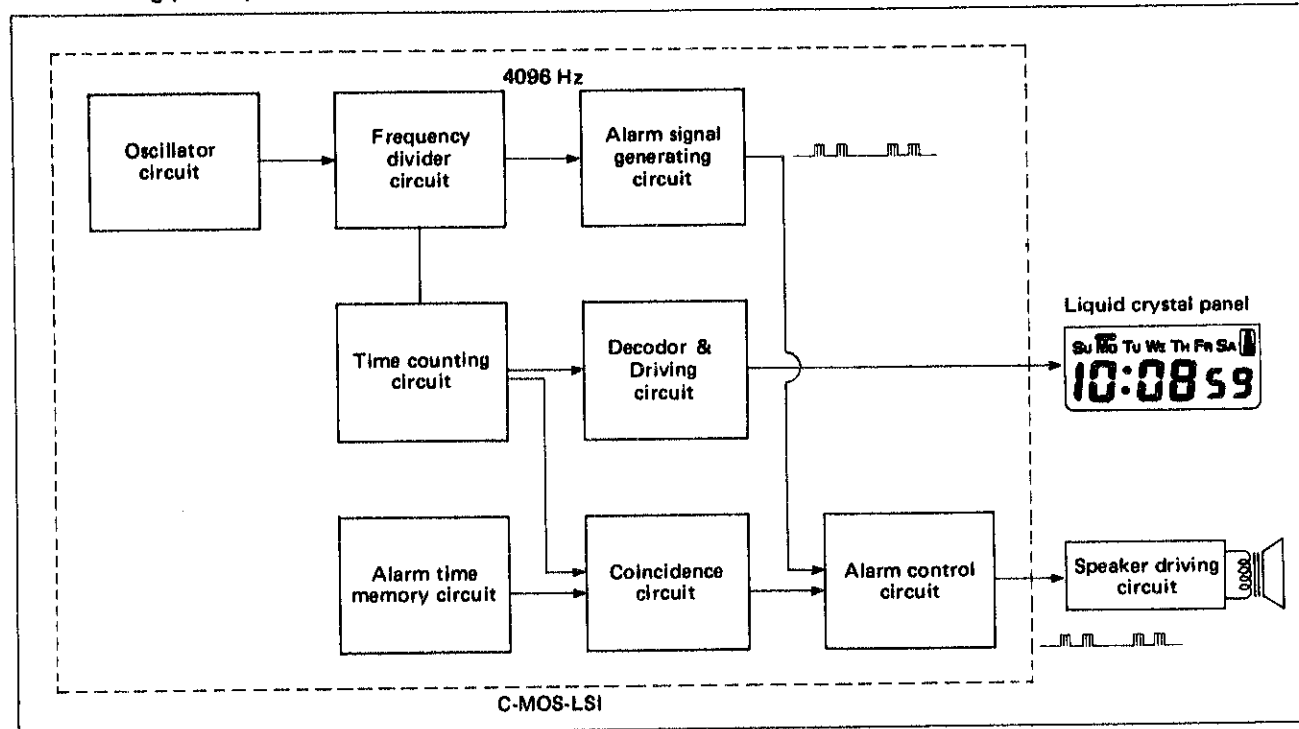 4096 Hz
Oscillator
circuit
Frequency
divider
circuit
Alarm signal
generating
circuit
Time counting
circuit
Decodor &
Driving
circuit
Liquid crystal panel
SU MO TU WE TH FR SA
10:08 59
Alarm time
memory circuit
Coincidence
circuit
Alarm control
circuit
Speaker driving
circuit
C-MOS-LSI